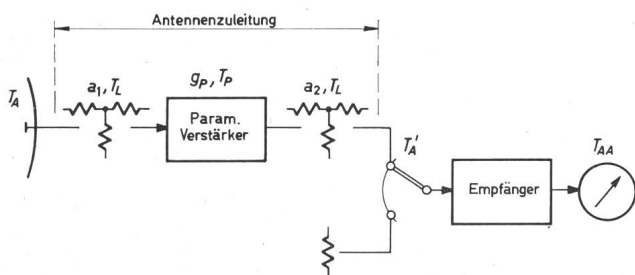 Antennenzuleitung
T_A
a_1, T_L
g_P, T_P
a_2, T_L
Param.
Verstärker
T_A'
Empfänger
T_AA